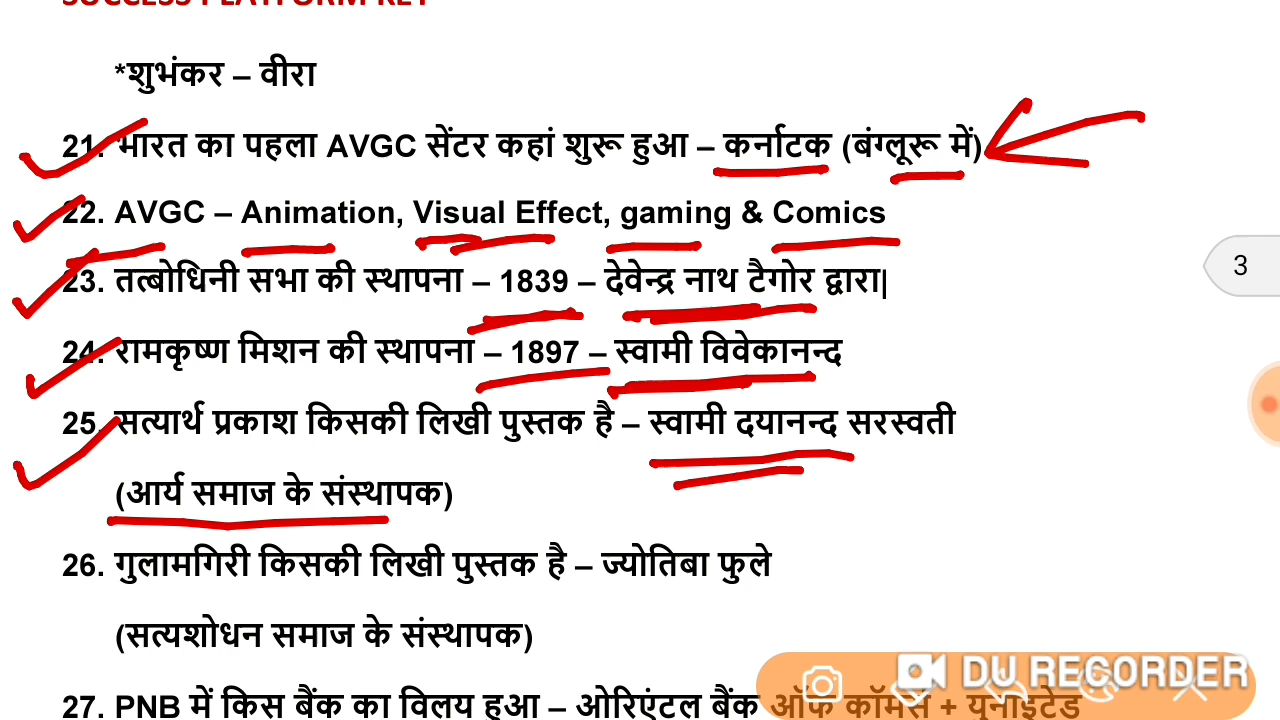 SUCCESS PLATFORM KEY
*शुभंकर – वीरा
21. भारत का पहला AVGC सेंटर कहां शुरू हुआ – कर्नाटक (बंग्लूरू में)
22. AVGC – Animation, Visual Effect, gaming & Comics
23. तत्बोधिनी सभा की स्थापना – 1839 – देवेन्द्र नाथ टैगोर द्वारा|
3
24. रामकृष्ण मिशन की स्थापना – 1897 – स्वामी विवेकानन्द
25. सत्यार्थ प्रकाश किसकी लिखी पुस्तक है – स्वामी दयानन्द सरस्वती
(आर्य समाज के संस्थापक)
26. गुलामगिरी किसकी लिखी पुस्तक है – ज्योतिबा फुले
(सत्यशोधन समाज के संस्थापक)
DU RECORDER
27. PNB में किस बैंक का विलय हुआ – ओरिएंटल बैंक ऑफ कॉमर्स + युनाइटेड